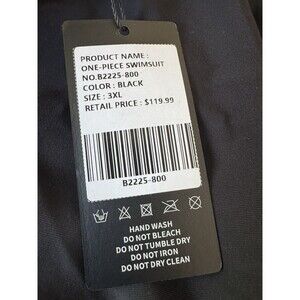 PRODUCT NAME :
ONE-PIECE SWIMSUIT
NO.B2225-800
COLOR : BLACK
SIZE : 3XL
RETAIL PRICE : $119.99
B2225-800
HAND WASH
DO NOT BLEACH
DO NOT TUMBLE DRY
DO NOT IRON
DO NOT DRY CLEAN